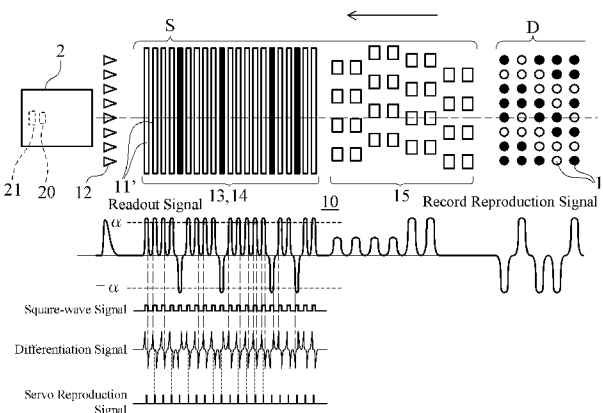 S
D
2
21
20
12
11'
13, 14
10
15
1
Readout Signal
Record Reproduction Signal
α
−α
Square-wave Signal
Differentiation Signal
Servo Reproduction
Signal